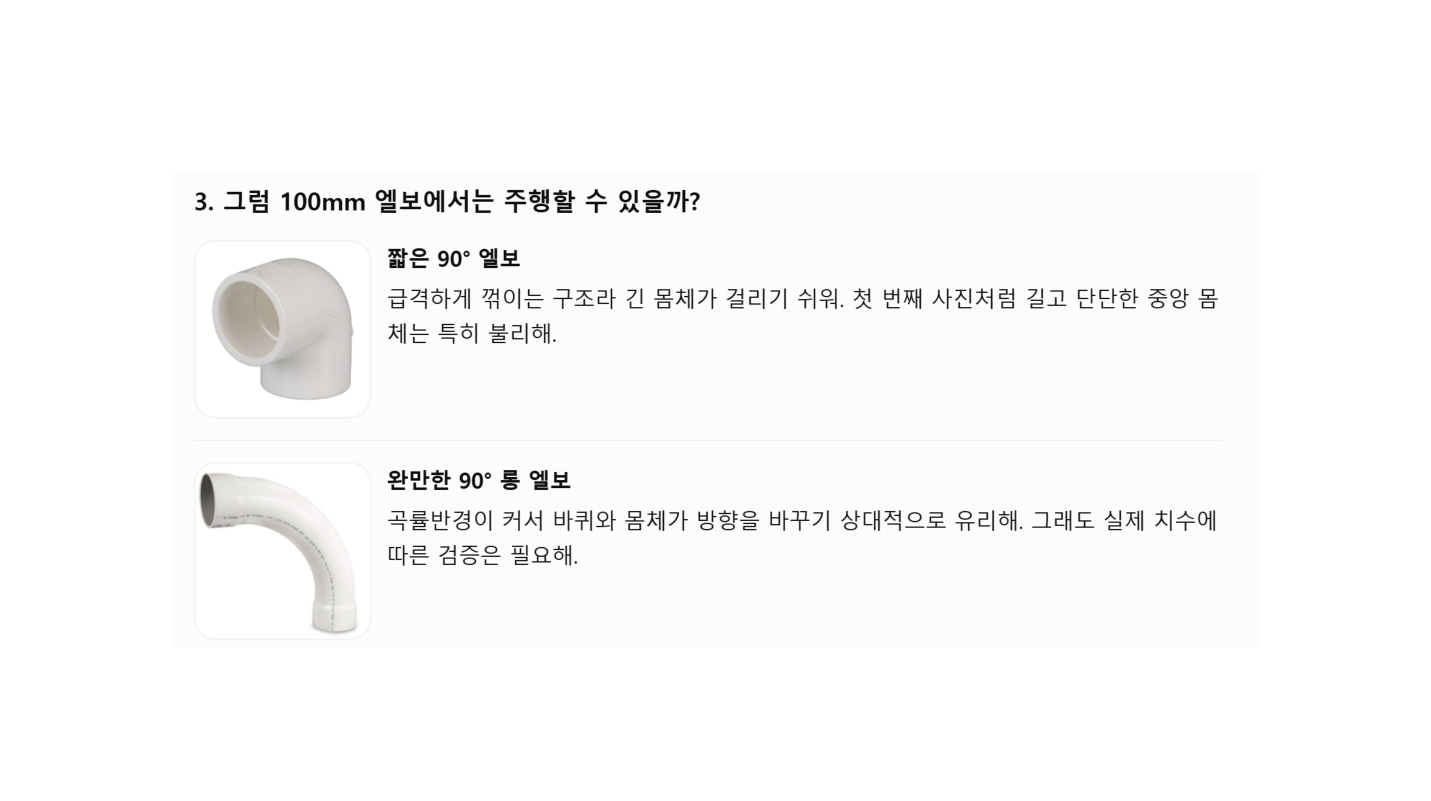 3. 그럼 100mm 엘보에서는 주행할 수 있을까?
짧은 90° 엘보
급격하게 꺾이는 구조라 긴 몸체가 걸리기 쉬워. 첫 번째 사진처럼 길고 단단한 중앙 몸
체는 특히 불리해.
완만한 90° 롱 엘보
곡률반경이 커서 바퀴와 몸체가 방향을 바꾸기 상대적으로 유리해. 그래도 실제 치수에
따른 검증은 필요해.